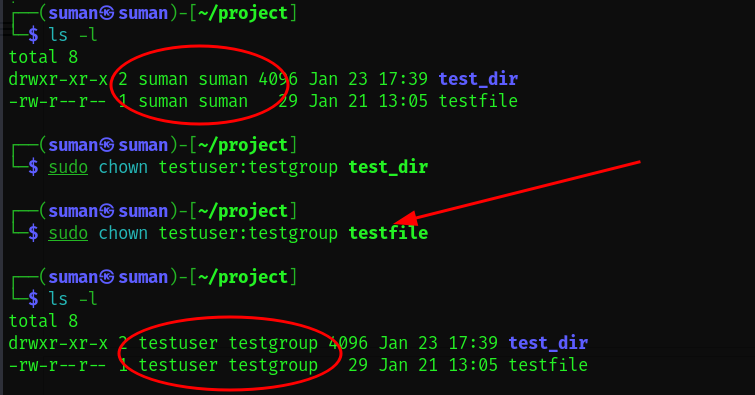 ┌──(suman㉿suman)-[~/project]
└─$ ls -l
total 8
drwxr-xr-x 2 suman suman 4096 Jan 23 17:39 test_dir
-rw-r--r-- 1 suman suman   29 Jan 21 13:05 testfile
┌──(suman㉿suman)-[~/project]
└─$ sudo chown testuser:testgroup test_dir
┌──(suman㉿suman)-[~/project]
└─$ sudo chown testuser:testgroup testfile
┌──(suman㉿suman)-[~/project]
└─$ ls -l
total 8
drwxr-xr-x 2 testuser testgroup 4096 Jan 23 17:39 test_dir
-rw-r--r-- 1 testuser testgroup   29 Jan 21 13:05 testfile